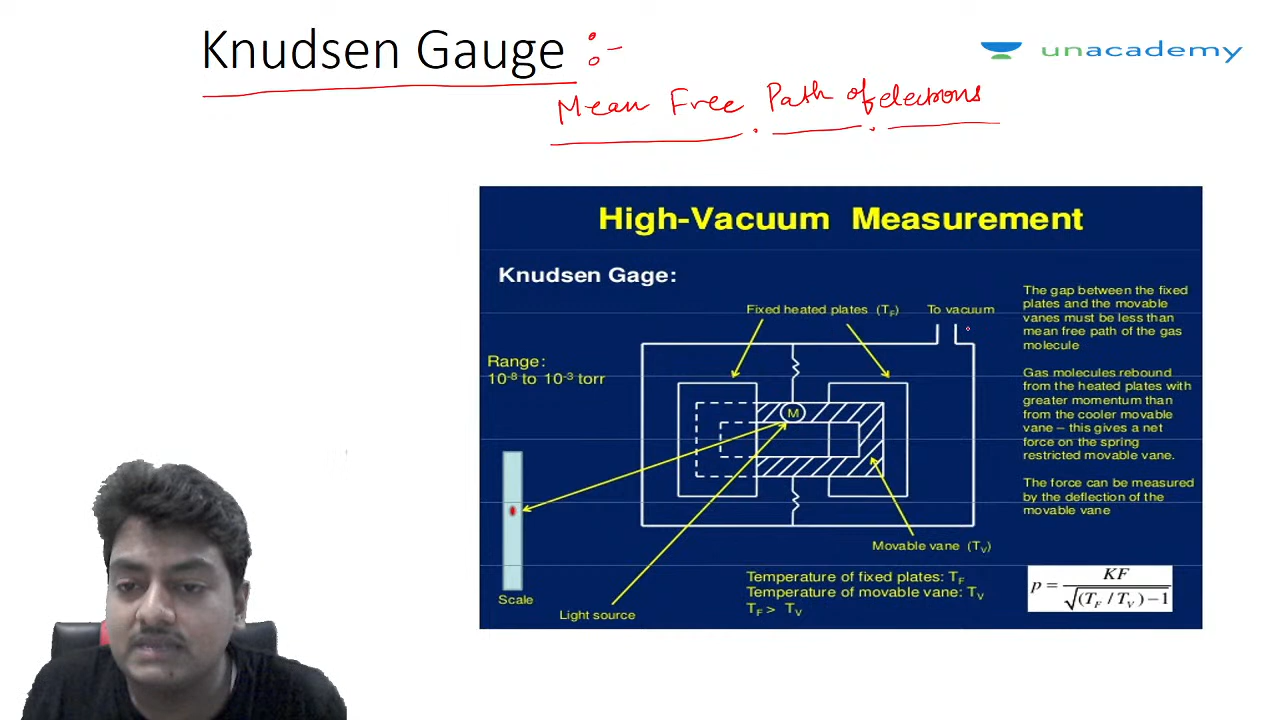 Knudsen Gauge :-
unacademy
Mean Free Path of electrons
High-Vacuum Measurement
Knudsen Gage:
Fixed heated plates (TF)
To vacuum
Range:
10-8 to 10-3 torr
M
The gap between the fixed
plates and the movable
vanes must be less than
mean free path of the gas
molecule
Gas molecules rebound
from the heated plates with
greater momentum than
from the cooler movable
vane – this gives a net
force on the spring
restricted movable vane.
The force can be measured
by the deflection of the
movable vane
Movable vane (TV)
Scale
Light source
Temperature of fixed plates: TF
Temperature of movable vane: TV
TF > TV
p = KF / √(TF / TV) − 1